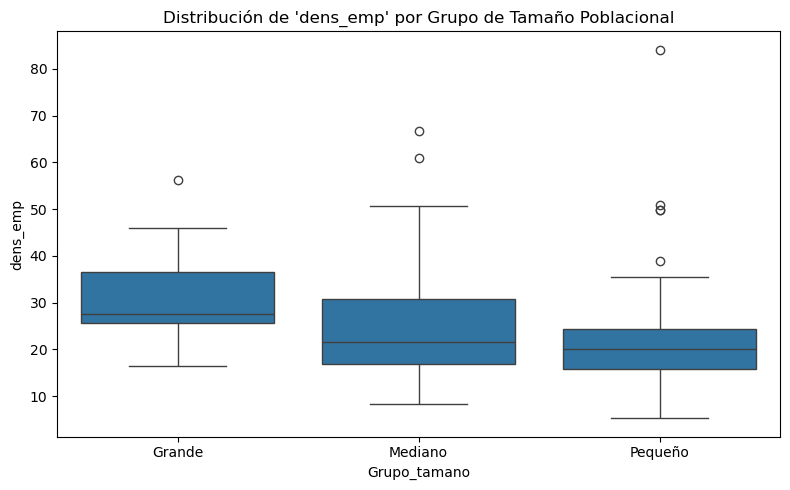 Distribución de 'dens_emp' por Grupo de Tamaño Poblacional
80
70
60
50
40
30
20
10
dens_emp
Grande Mediano Pequeño
Grupo_tamano